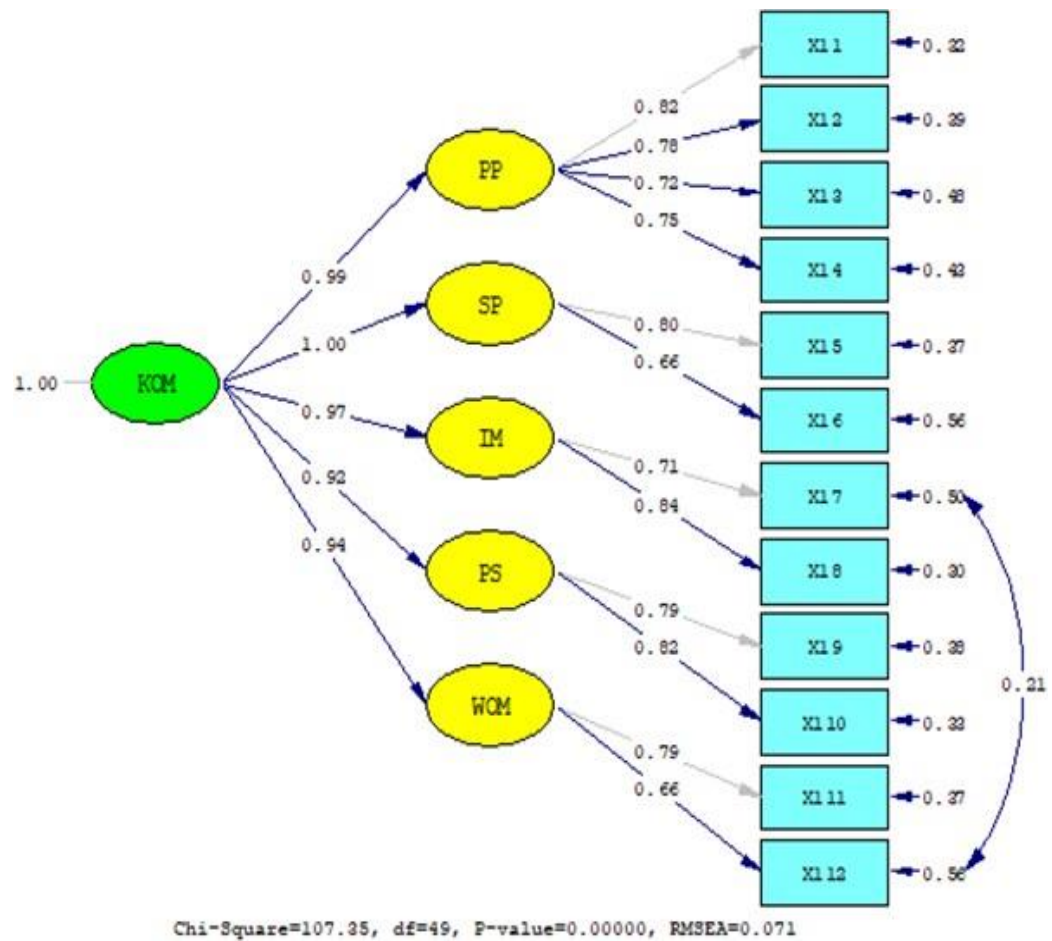 X11 0.32
0.82
X12 0.39
0.78
PP
0.72
X13 0.48
0.75
X14 0.43
0.99
SP
0.80
X15 0.37
1.00
0.66
1.00 KOM
X16 0.56
0.97
IM
0.71
X17 0.50
0.92
0.84
0.94
X18 0.30
PS
0.79
X19 0.38
0.82
0.21
WOM
X110 0.33
0.79
X111 0.37
0.66
X112 0.56
Chi-Square=107.35, df=49, P-value=0.00000, RMSEA=0.071